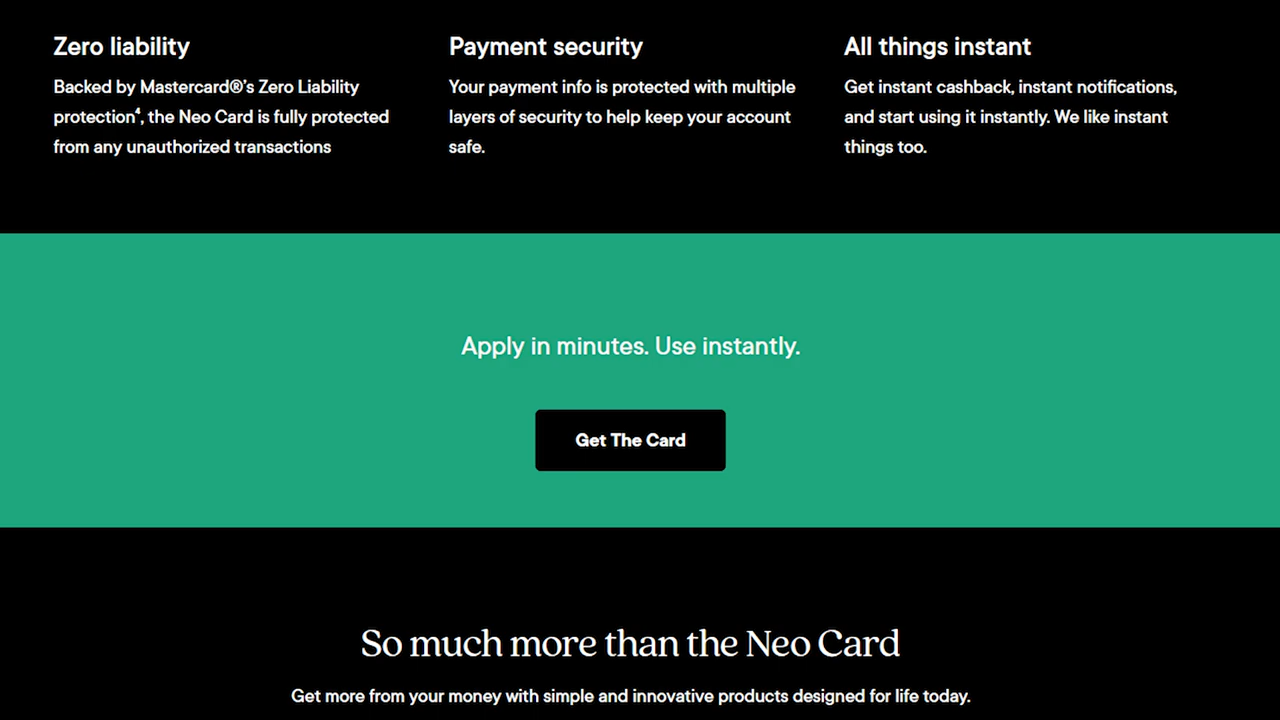 Zero liability
Backed by Mastercard®’s Zero Liability
protection⁴, the Neo Card is fully protected
from any unauthorized transactions
Payment security
Your payment info is protected with multiple
layers of security to help keep your account
safe.
All things instant
Get instant cashback, instant notifications,
and start using it instantly. We like instant
things too.
Apply in minutes. Use instantly.
Get The Card
So much more than the Neo Card
Get more from your money with simple and innovative products designed for life today.